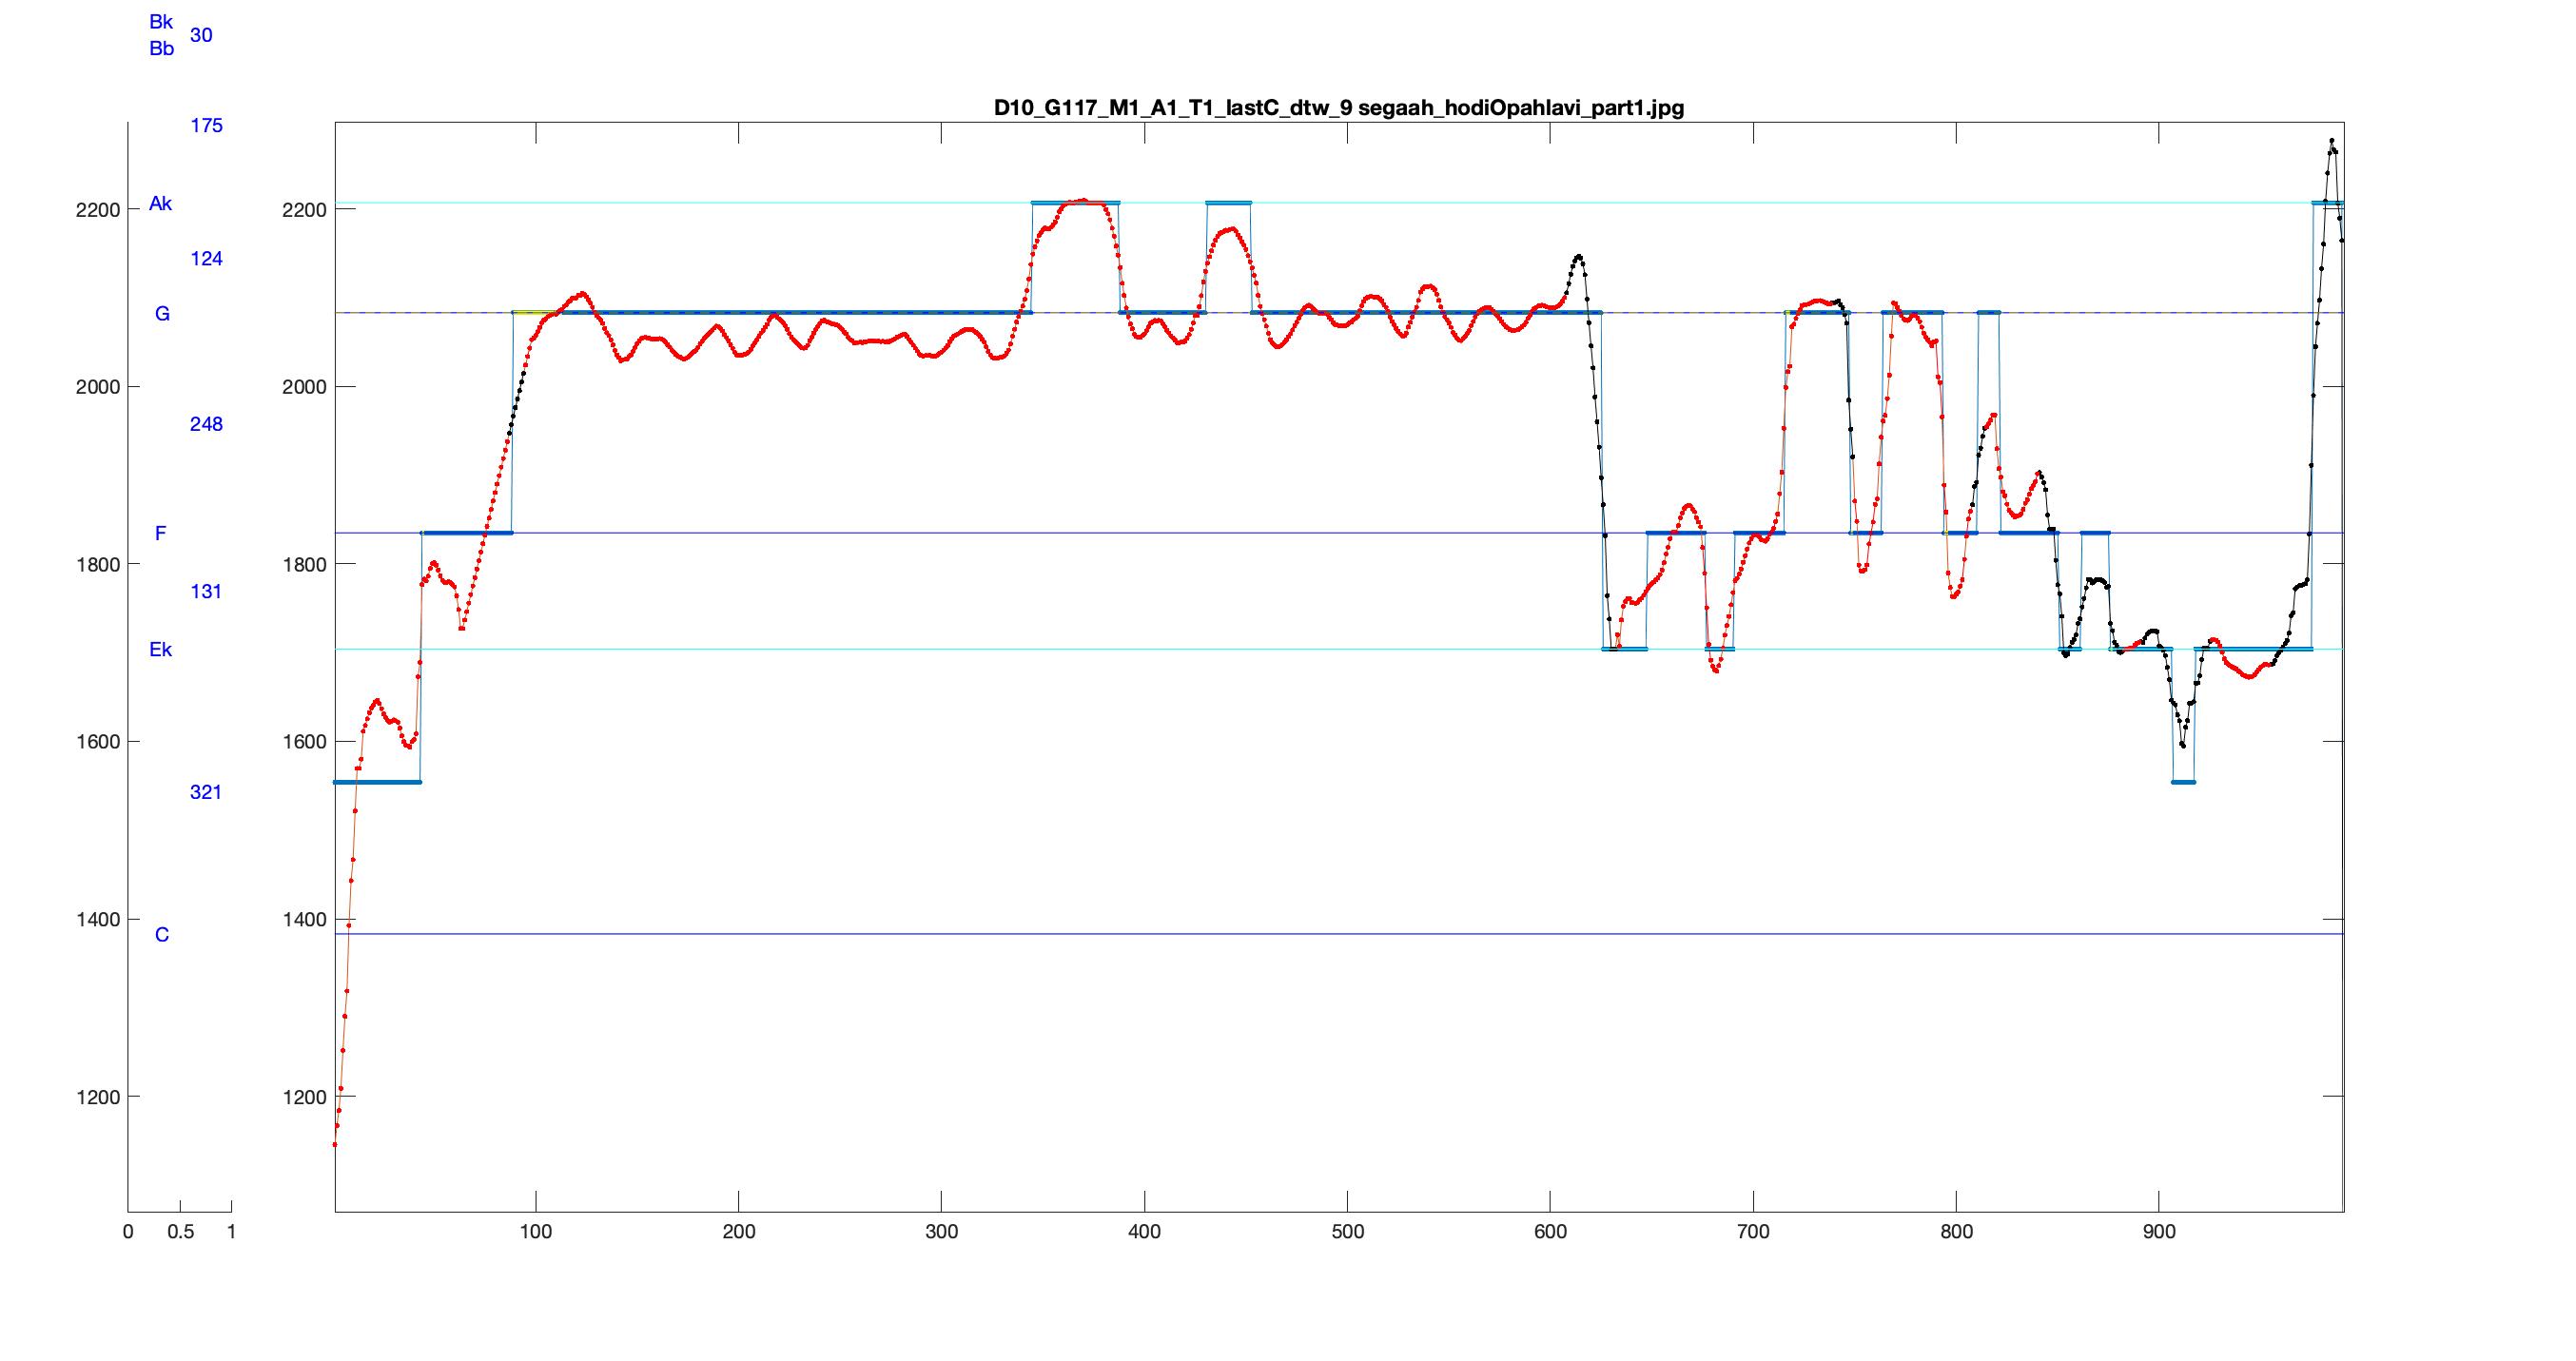 Bk
30
Bb
D10_G117_M1_A1_T1_lastC_dtw_9 segaah_hodiOpahlavi_part1.jpg
175
2200 Ak 2200
124
G
2000 2000
248
F
1800 1800
131
Ek
1600 1600
321
1400 1400
C
1200 1200
0 0.5 1 100 200 300 400 500 600 700 800 900